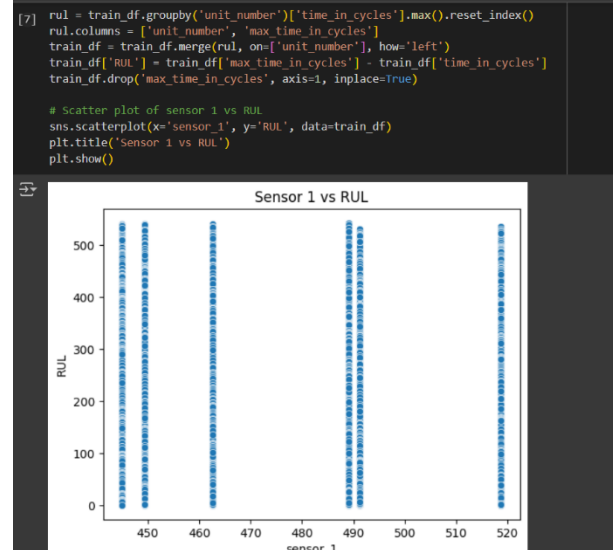 [7]
rul = train_df.groupby('unit_number')['time_in_cycles'].max().reset_index()
rul.columns = ['unit_number', 'max_time_in_cycles']
train_df = train_df.merge(rul, on=['unit_number'], how='left')
train_df['RUL'] = train_df['max_time_in_cycles'] - train_df['time_in_cycles']
train_df.drop('max_time_in_cycles', axis=1, inplace=True)
# Scatter plot of sensor 1 vs RUL
sns.scatterplot(x='sensor_1', y='RUL', data=train_df)
plt.title('Sensor 1 vs RUL')
plt.show()
Sensor 1 vs RUL
500
400
300
200
100
0
RUL
450 460 470 480 490 500 510 520
sensor_1